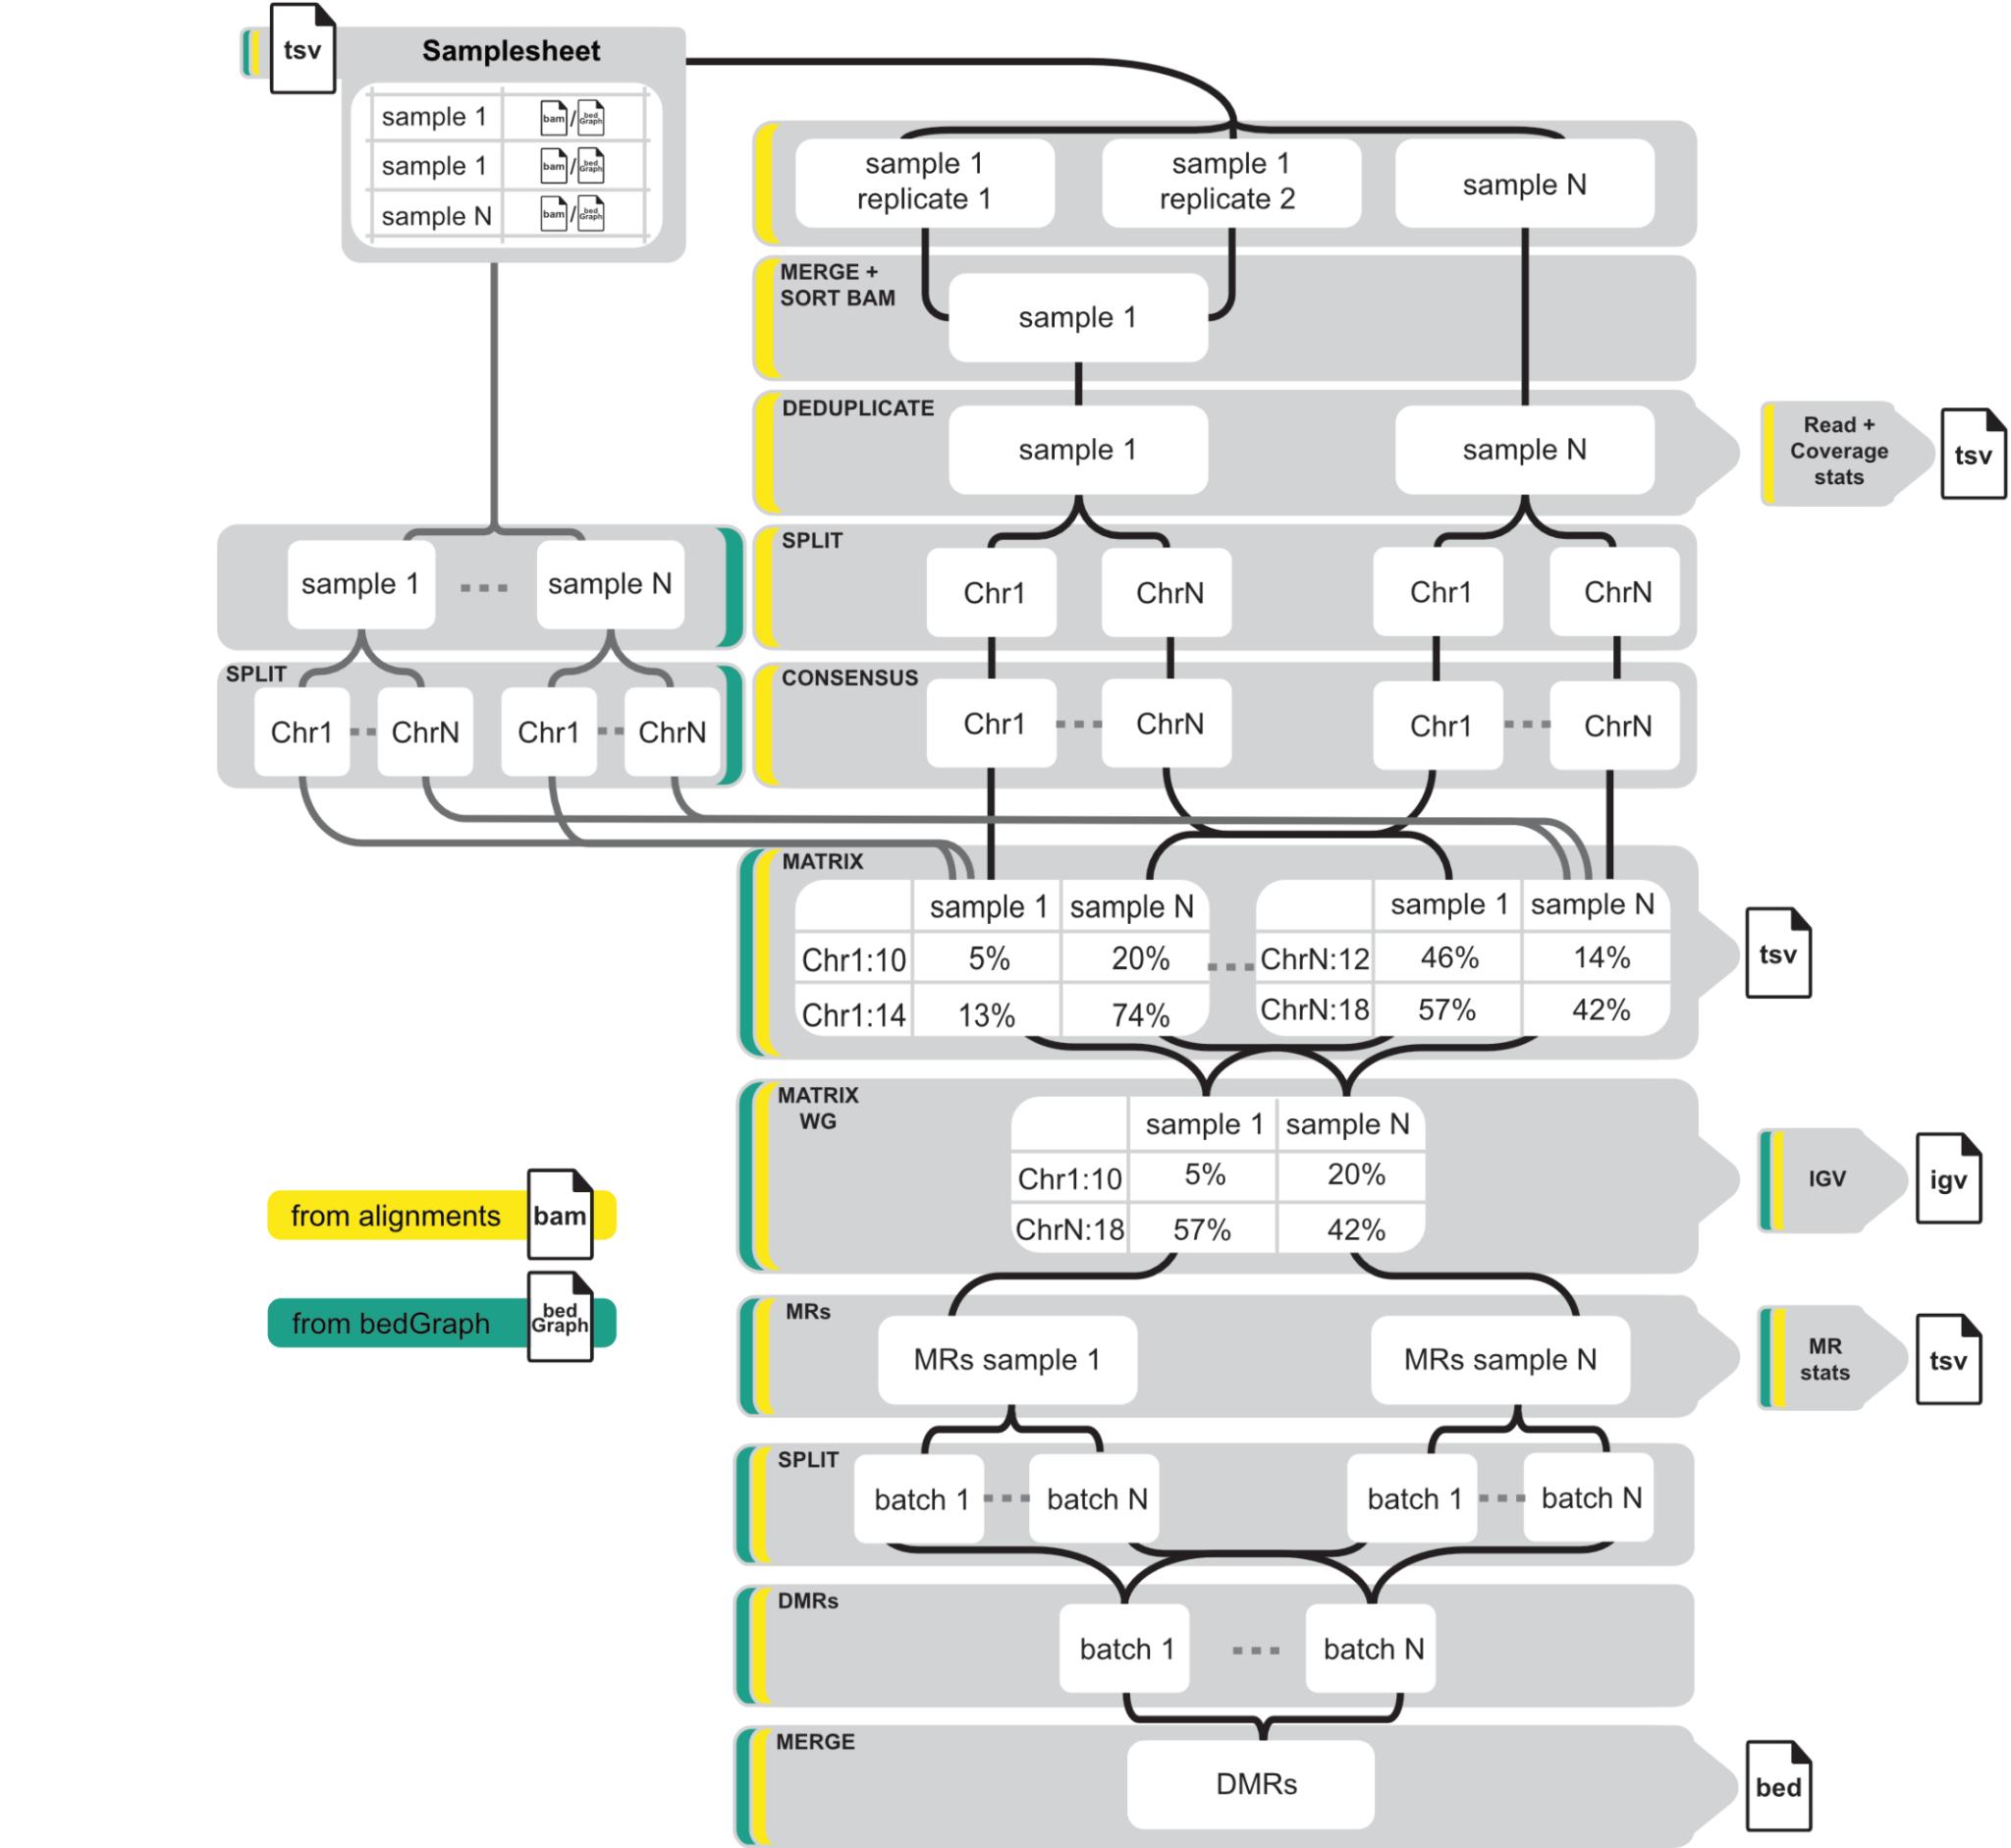 tsv
Samplesheet
sample 1
bam
/
bed
Graph
sample 1
bam
/
bed
Graph
sample N
bam
/
bed
Graph
sample 1
replicate 1
sample 1
replicate 2
sample N
MERGE +
SORT BAM
sample 1
DEDUPLICATE
sample 1
sample N
Read +
Coverage
stats
tsv
sample 1
sample N
SPLIT
Chr1
ChrN
Chr1
ChrN
SPLIT
Chr1
ChrN
Chr1
ChrN
CONSENSUS
Chr1
ChrN
Chr1
ChrN
MATRIX
sample 1 sample N
Chr1:10 5% 20%
Chr1:14 13% 74%
sample 1 sample N
ChrN:12 46% 14%
ChrN:18 57% 42%
tsv
MATRIX
WG
sample 1 sample N
Chr1:10 5% 20%
ChrN:18 57% 42%
IGV
igv
from alignments
bam
from bedGraph
bed
Graph
MRs
MRs sample 1
MRs sample N
MR
stats
tsv
SPLIT
batch 1
batch N
batch 1
batch N
DMRs
batch 1
batch N
MERGE
DMRs
bed